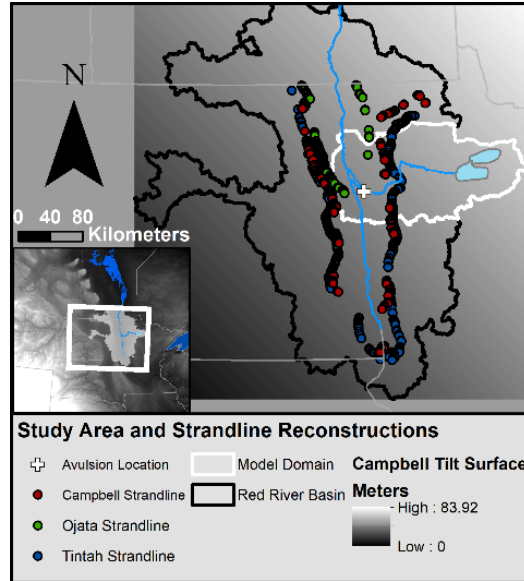 N
0 40 80
Kilometers
Study Area and Strandline Reconstructions
Avulsion Location
Model Domain
Campbell Tilt Surface
Campbell Strandline
Red River Basin
Meters
Ojata Strandline
High : 83.92
Tintah Strandline
Low : 0